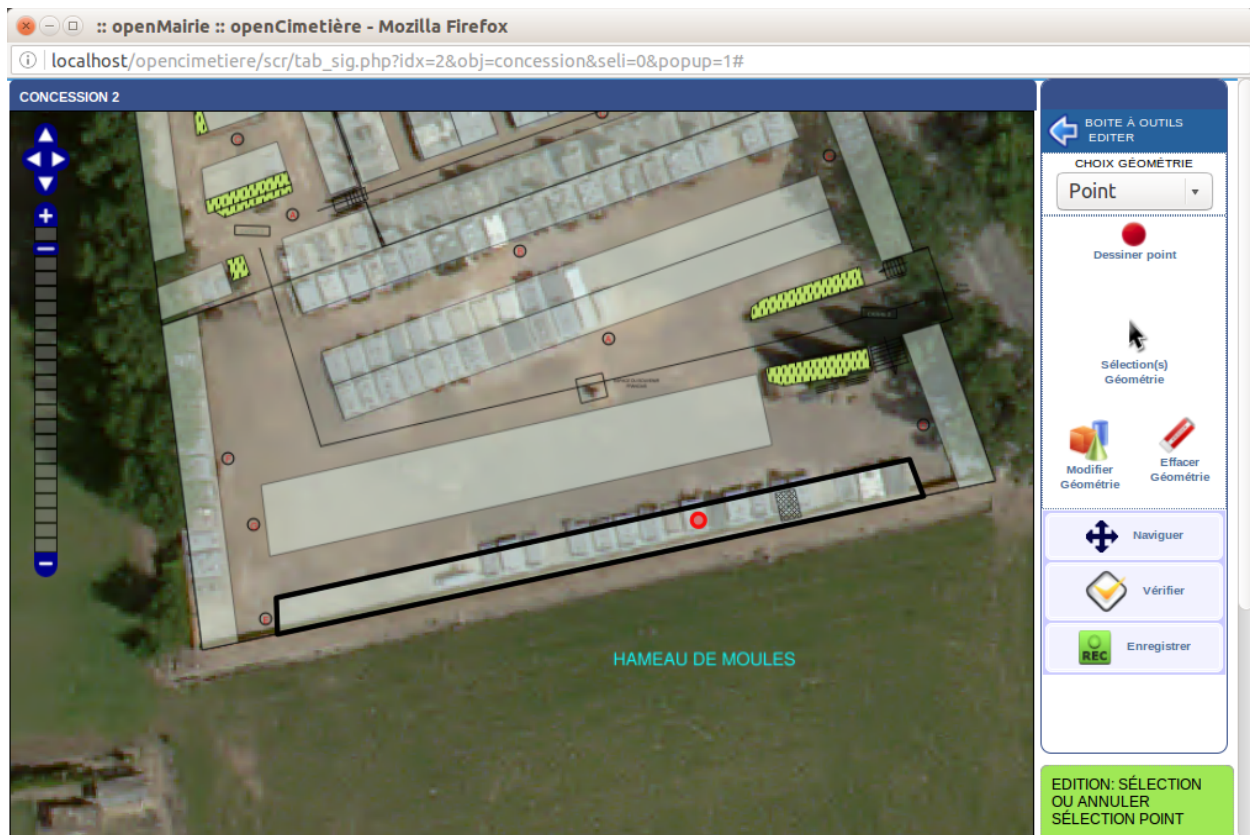 :: openMairie :: openCimetière - Mozilla Firefox
localhost/opencimetiere/scr/tab_sig.php?idx=2&obj=concession&seli=0&popup=1#
CONCESSION 2
HAMEAU DE MOULES
BOITE À OUTILS
EDITER
CHOIX GÉOMÉTRIE
Point
Dessiner point
Sélection(s)
Géométrie
Modifier
Géométrie
Effacer
Géométrie
Naviguer
Vérifier
REC
Enregistrer
EDITION: SÉLECTION
OU ANNULER
SÉLECTION POINT